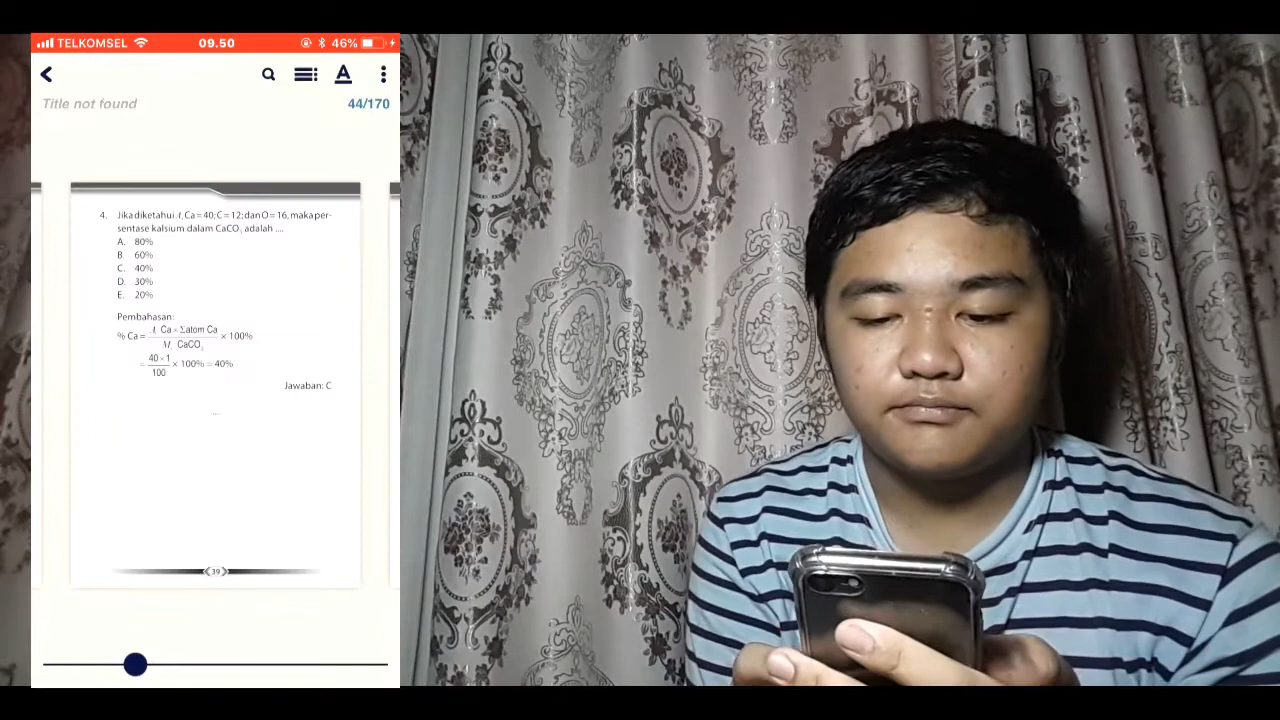 TELKOMSEL 09.50 46%
Title not found 44/170
4. Jika diketahui Ar Ca = 40; C = 12; dan O = 16, maka per-
sentase kalsium dalam CaCO₃ adalah ....
A. 80%
B. 60%
C. 40%
D. 30%
E. 20%
Pembahasan:
% Ca = Ar Ca × Σatom Ca / Mr CaCO₃ × 100%
= 40 × 1 / 100 × 100% = 40%
Jawaban: C
....
39